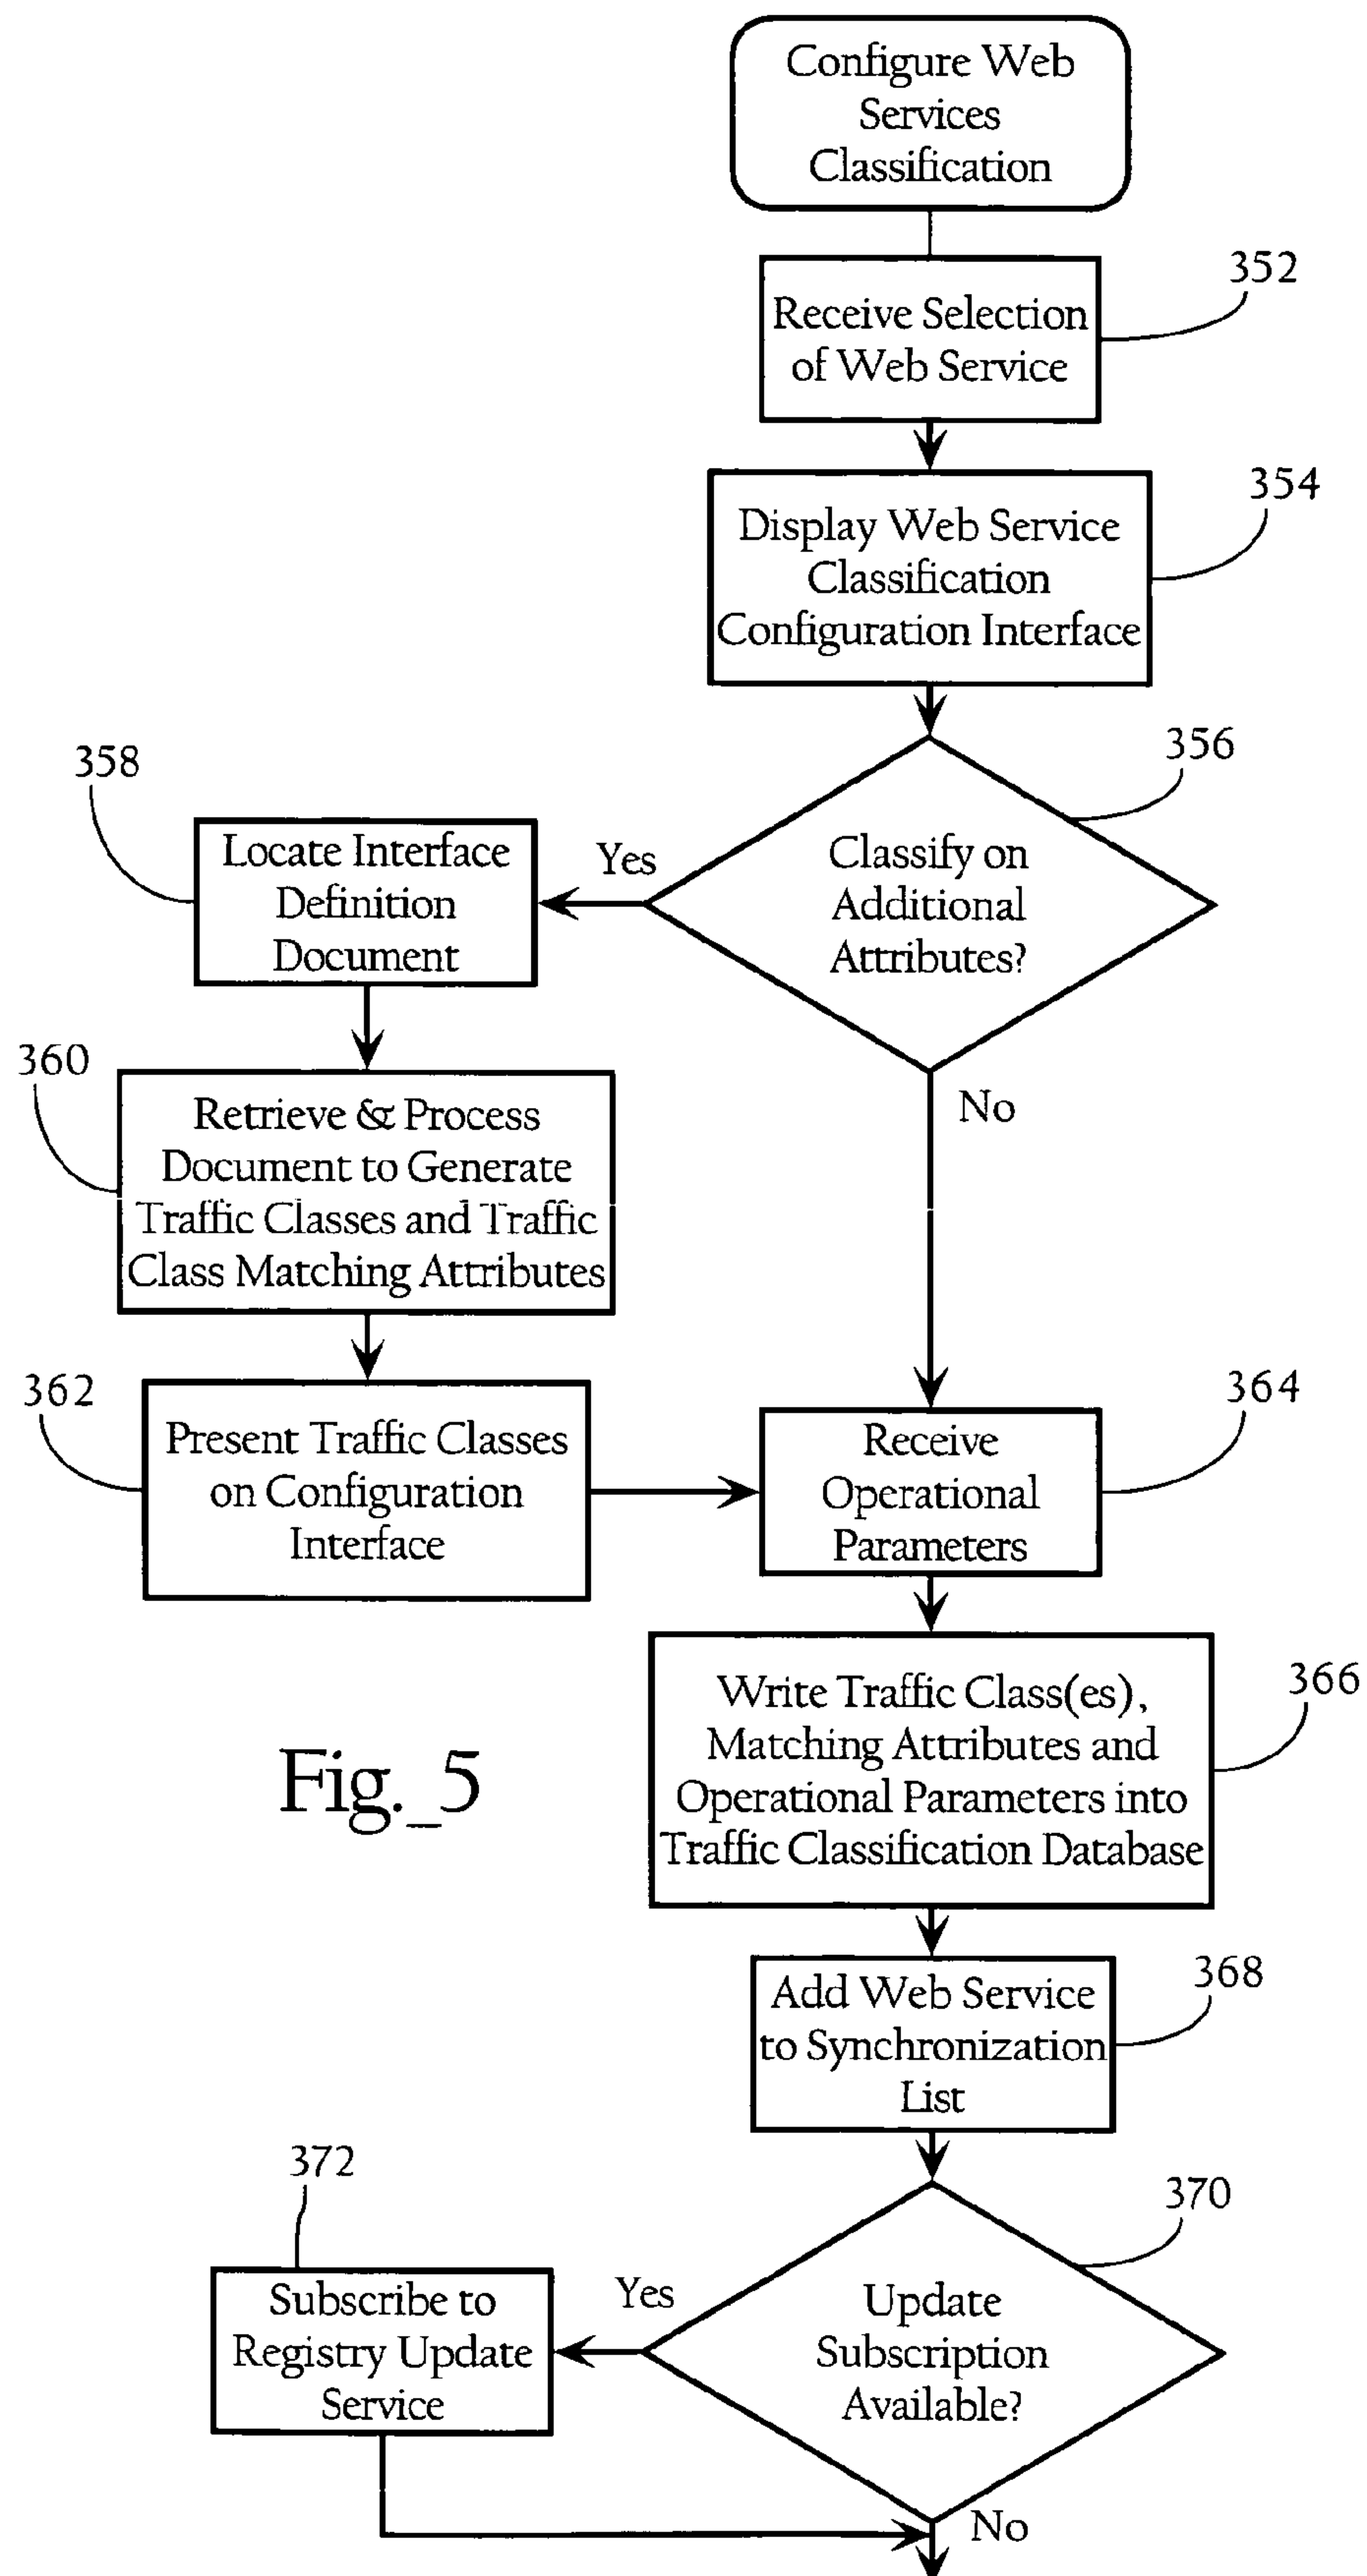 Configure Web
Services
Classification
352
Receive Selection
of Web Service
354
Display Web Service
Classification
Configuration Interface
356
358
Classify on
Additional
Attributes?
Yes
Locate Interface
Definition
Document
No
360
Retrieve & Process
Document to Generate
Traffic Classes and Traffic
Class Matching Attributes
362
Present Traffic Classes
on Configuration
Interface
364
Receive
Operational
Parameters
366
Write Traffic Class(es),
Matching Attributes and
Operational Parameters into
Traffic Classification Database
Fig._5
368
Add Web Service
to Synchronization
List
370
372
Update
Subscription
Available?
Yes
Subscribe to
Registry Update
Service
No